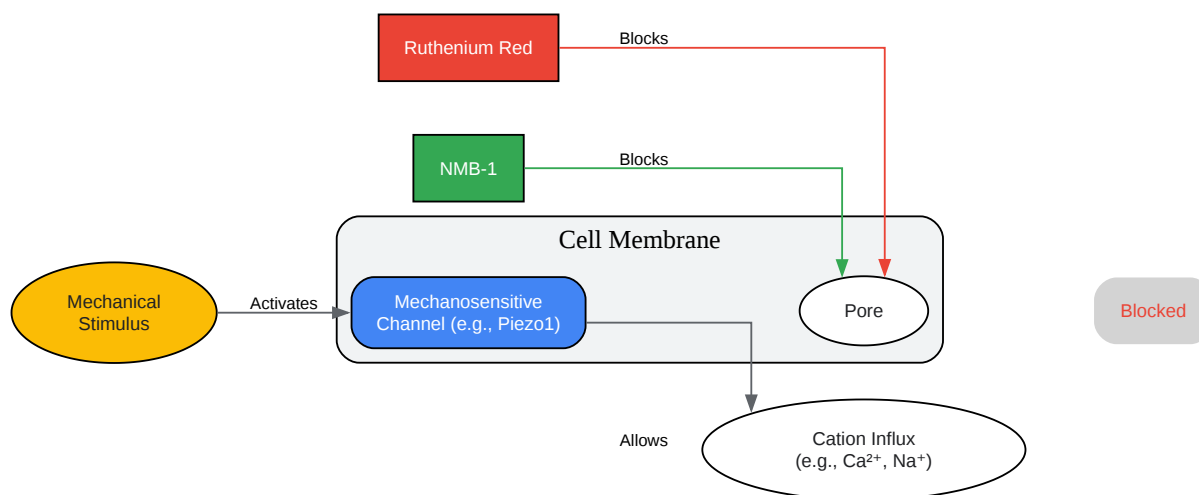 Ruthenium Red
Blocks
NMB-1
Blocks
Cell Membrane
Mechanical
Stimulus
Activates
Mechanosensitive
Channel (e.g., Piezo1)
Pore
Blocked
Allows
Cation Influx
(e.g., Ca²⁺, Na⁺)